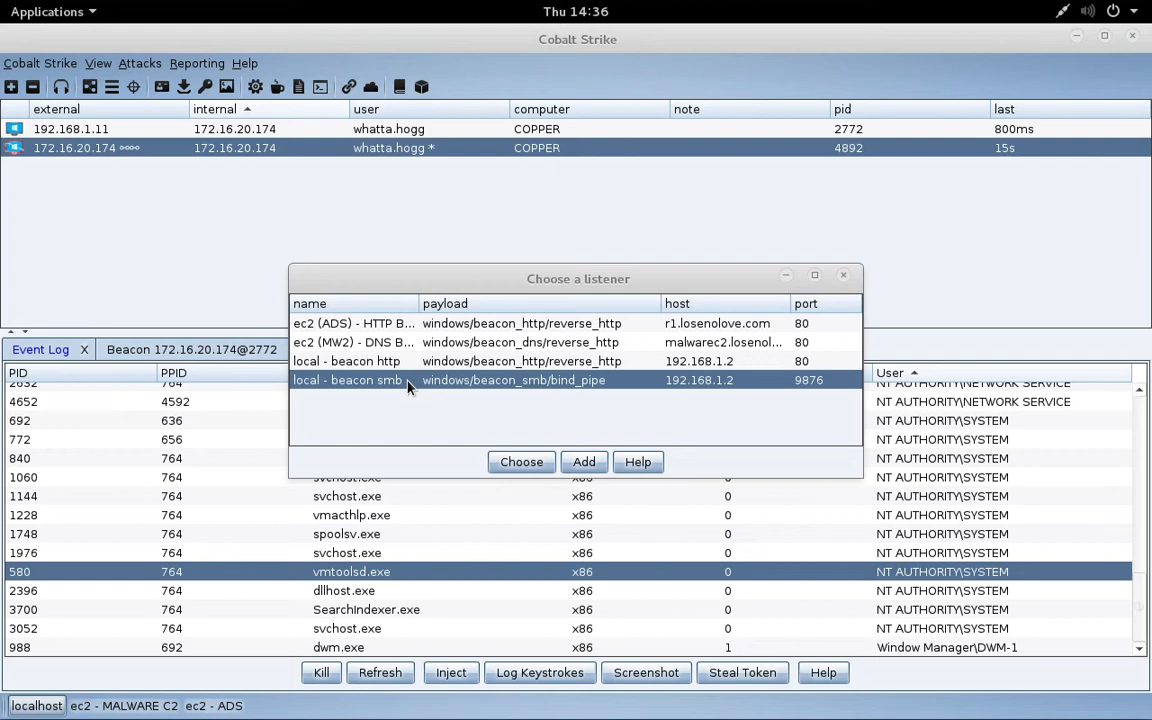 Applications Thu 14:36
Cobalt Strike
Cobalt Strike View Attacks Reporting Help
external internal user computer note pid last
192.168.1.11 172.16.20.174 whatta.hogg COPPER 2772 800ms
172.16.20.174 172.16.20.174 whatta.hogg * COPPER 4892 15s
Choose a listener
name payload host port
ec2 (ADS) - HTTP B... windows/beacon_http/reverse_http r1.losenolove.com 80
ec2 (MW2) - DNS B... windows/beacon_dns/reverse_http malwarec2.losenol... 80
local - beacon http windows/beacon_http/reverse_http 192.168.1.2 80
local - beacon smb windows/beacon_smb/bind_pipe 192.168.1.2 9876
Choose Add Help
Event Log X Beacon 172.16.20.174@2772
PID PPID User
2632 764 NT AUTHORITY\NETWORK SERVICE
4652 4592 NT AUTHORITY\NETWORK SERVICE
692 636 NT AUTHORITY\SYSTEM
772 656 NT AUTHORITY\SYSTEM
840 764 NT AUTHORITY\SYSTEM
1060 764 svchost.exe x86 0 NT AUTHORITY\SYSTEM
1144 764 svchost.exe x86 0 NT AUTHORITY\SYSTEM
1228 764 vmacthlp.exe x86 0 NT AUTHORITY\SYSTEM
1748 764 spoolsv.exe x86 0 NT AUTHORITY\SYSTEM
1976 764 svchost.exe x86 0 NT AUTHORITY\SYSTEM
580 764 vmtoolsd.exe x86 0 NT AUTHORITY\SYSTEM
2396 764 dllhost.exe x86 0 NT AUTHORITY\SYSTEM
3700 764 SearchIndexer.exe x86 0 NT AUTHORITY\SYSTEM
3052 764 svchost.exe x86 0 NT AUTHORITY\SYSTEM
988 692 dwm.exe x86 1 Window Manager\DWM-1
Kill Refresh Inject Log Keystrokes Screenshot Steal Token Help
localhost ec2 - MALWARE C2 ec2 - ADS